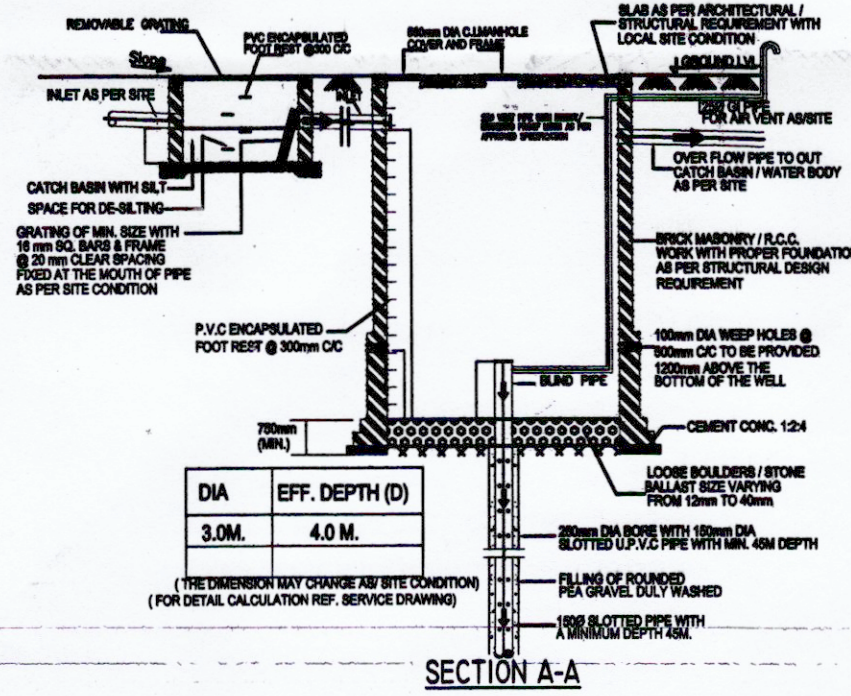 REMOVABLE GRATING
Slope
PVC ENCAPSULATED
FOOT REST @300 C/C
DIA C.I.MANHOLE
COVER AND FRAME
SLAB AS PER ARCHITECTURAL /
STRUCTURAL REQUIREMENT WITH
LOCAL SITE CONDITION
GROUND LVL
INLET AS PER SITE
INLET
GI PIPE
FOR AIR VENT AS/SITE
OVER FLOW PIPE TO OUT
CATCH BASIN / WATER BODY
AS PER SITE
CATCH BASIN WITH SILT
SPACE FOR DE-SILTING
GRATING OF MIN. SIZE WITH
16 mm SQ. BARS & FRAME
@ 20 mm CLEAR SPACING
FIXED AT THE MOUTH OF PIPE
AS PER SITE CONDITION
BRICK MASONRY / R.C.C.
WORK WITH PROPER FOUNDATIO
AS PER STRUCTURAL DESIGN
REQUIREMENT
P.V.C ENCAPSULATED
FOOT REST @ 300mm C/C
100mm DIA WEEP HOLES @
C/C TO BE PROVIDED
1200mm ABOVE THE
BOTTOM OF THE WELL
BLIND PIPE
750mm
(MIN.)
CEMENT CONC. 1:2:4
LOOSE BOULDERS / STONE
BALLAST SIZE VARYING
FROM 12mm TO 40mm
DIA EFF. DEPTH (D)
3.0M. 4.0 M.
( THE DIMENSION MAY CHANGE AS/ SITE CONDITION)
( FOR DETAIL CALCULATION REF. SERVICE DRAWING)
DIA BORE WITH 150mm DIA
SLOTTED U.P.V.C PIPE WITH MIN. 45M DEPTH
FILLING OF ROUNDED
PEA GRAVEL DULY WASHED
150Ø SLOTTED PIPE WITH
A MINIMUM DEPTH 45M.
SECTION A-A